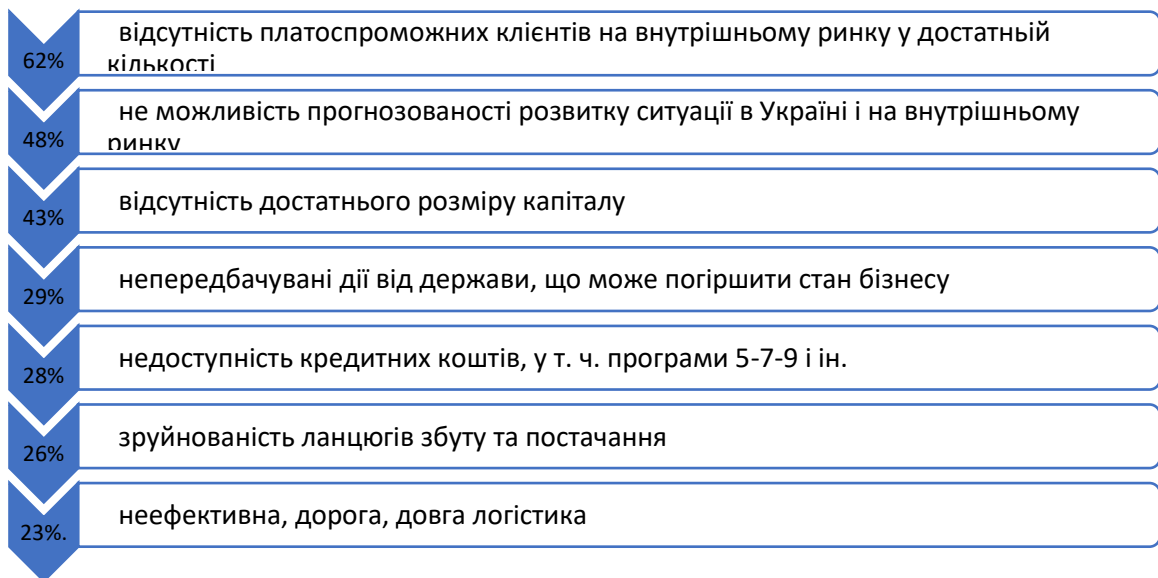 62%
відсутність платоспроможних клієнтів на внутрішньому ринку у достатньій
кількості
48%
не можливість прогнозованості розвитку ситуації в Україні і на внутрішньому
ринку
43%
відсутність достатнього розміру капіталу
29%
непередбачувані дії від держави, що може погіршити стан бізнесу
28%
недоступність кредитних коштів, у т. ч. програми 5-7-9 і ін.
26%
зруйнованість ланцюгів збуту та постачання
23%.
неефективна, дорога, довга логістика